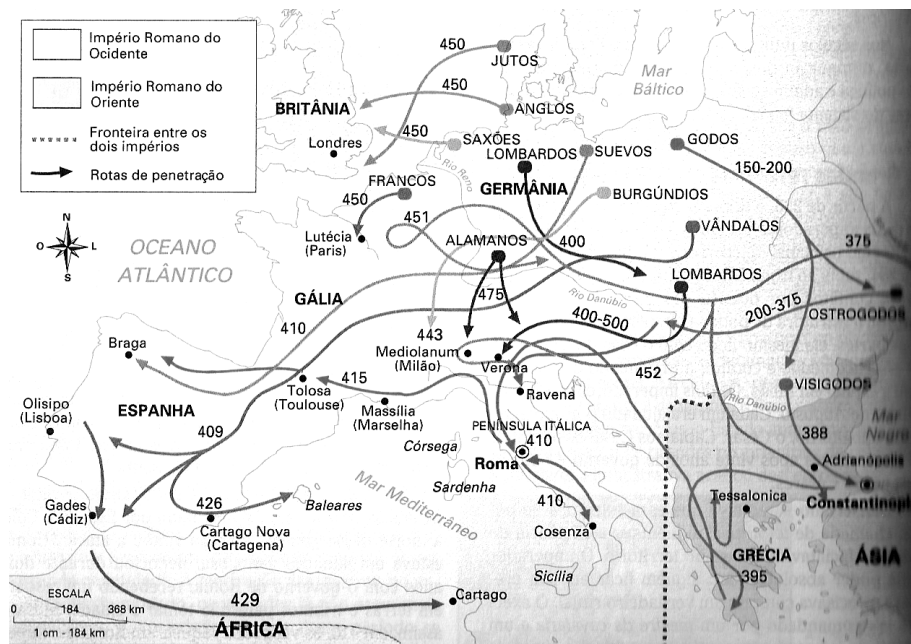 Império Romano do
Ocidente
Império Romano do
Oriente
Fronteira entre os
dois impérios
Rotas de penetração
450
JUTOS
Mar
Báltico
450
ANGLOS
BRITÂNIA
450
SAXÕES
Londres
Rio Reno
LOMBARDOS
SUEVOS
GODOS
150-200
FRANCOS
GERMÂNIA
BURGÚNDIOS
450
451
VÂNDALOS
N
O
L
S
OCEANO
ATLÂNTICO
Lutécia
(Paris)
ALAMANOS
400
375
LOMBARDOS
475
GÁLIA
Rio Danúbio
200-375
OSTROGODOS
410
443
400-500
Braga
Mediolanum
(Milão)
Verona
452
Tolosa
(Toulouse)
415
Ravena
VISIGODOS
Olisipo
(Lisboa)
ESPANHA
Massília
(Marselha)
Rio Danúbio
Mar
Negro
PENÍNSULA ITÁLICA
410
388
409
Córsega
Roma
Adrianópolis
Sardenha
Mar Mediterrâneo
410
Tessalonica
Constantinopl
Gades
(Cádiz)
426
Baleares
Cartago Nova
(Cartagena)
Cosenza
GRÉCIA
ÁSIA
Sicília
395
ESCALA
0 184 368 km
1 cm - 184 km
429
Cartago
ÁFRICA